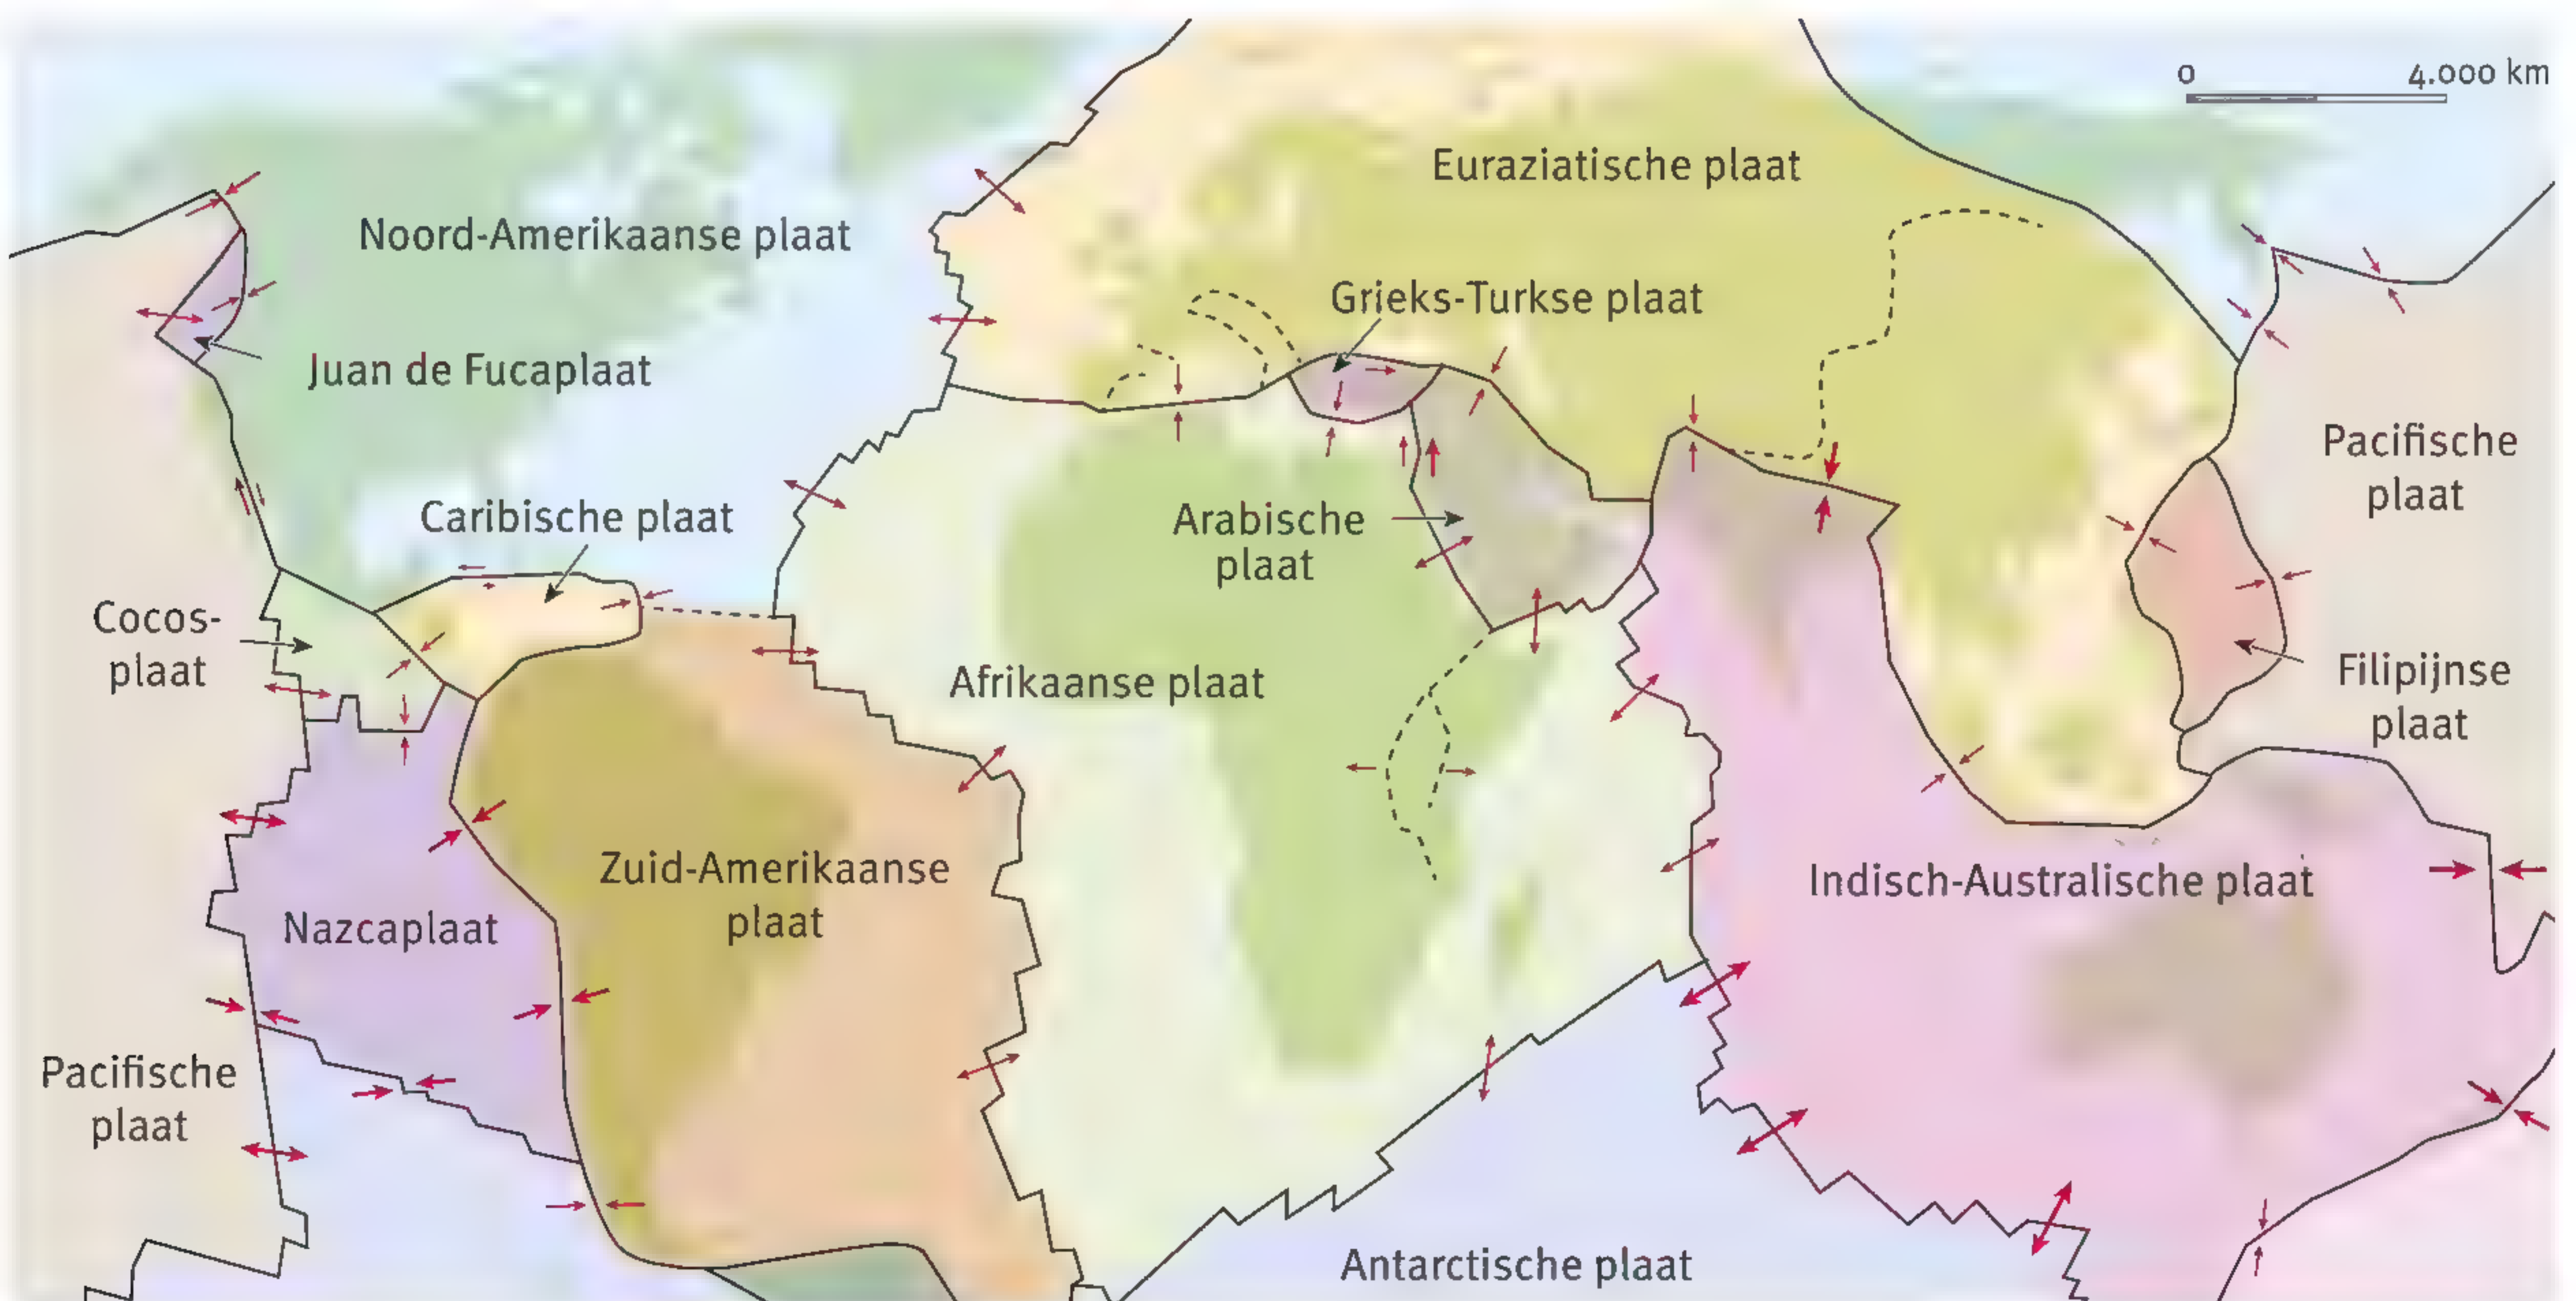 0 4.000 km
Euraziatische plaat
Noord-Amerikaanse plaat
Grieks-Turkse plaat
Juan de Fucaplaat
Pacifische
plaat
Caribische plaat
Arabische
plaat
Cocos-
plaat
Afrikaanse plaat
Filipijnse
plaat
Zuid-Amerikaanse
plaat
Indisch-Australische plaat
Nazcaplaat
Pacifische
plaat
Antarctische plaat